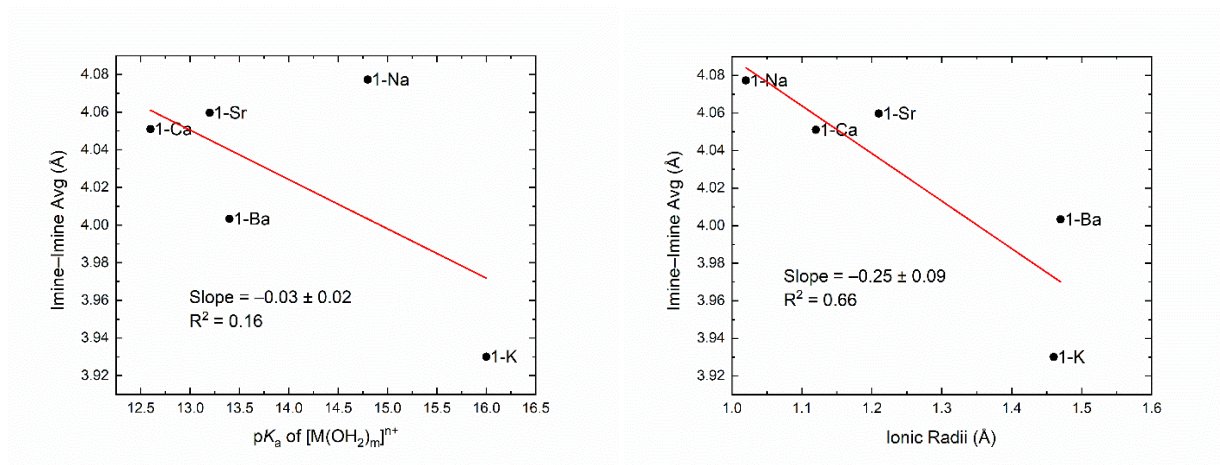 4.08
4.06
4.04
4.02
4.00
3.98
3.96
3.94
3.92
Imine–Imine Avg (Å)
1-Na
1-Sr
1-Ca
1-Ba
Slope = –0.03 ± 0.02
R² = 0.16
1-K
12.5 13.0 13.5 14.0 14.5 15.0 15.5 16.0 16.5
pKₐ of [M(OH₂)ₘ]ⁿ⁺
4.08
4.06
4.04
4.02
4.00
3.98
3.96
3.94
3.92
Imine–Imine Avg (Å)
1-Na
1-Sr
1-Ca
1-Ba
Slope = –0.25 ± 0.09
R² = 0.66
1-K
1.0 1.1 1.2 1.3 1.4 1.5 1.6
Ionic Radii (Å)